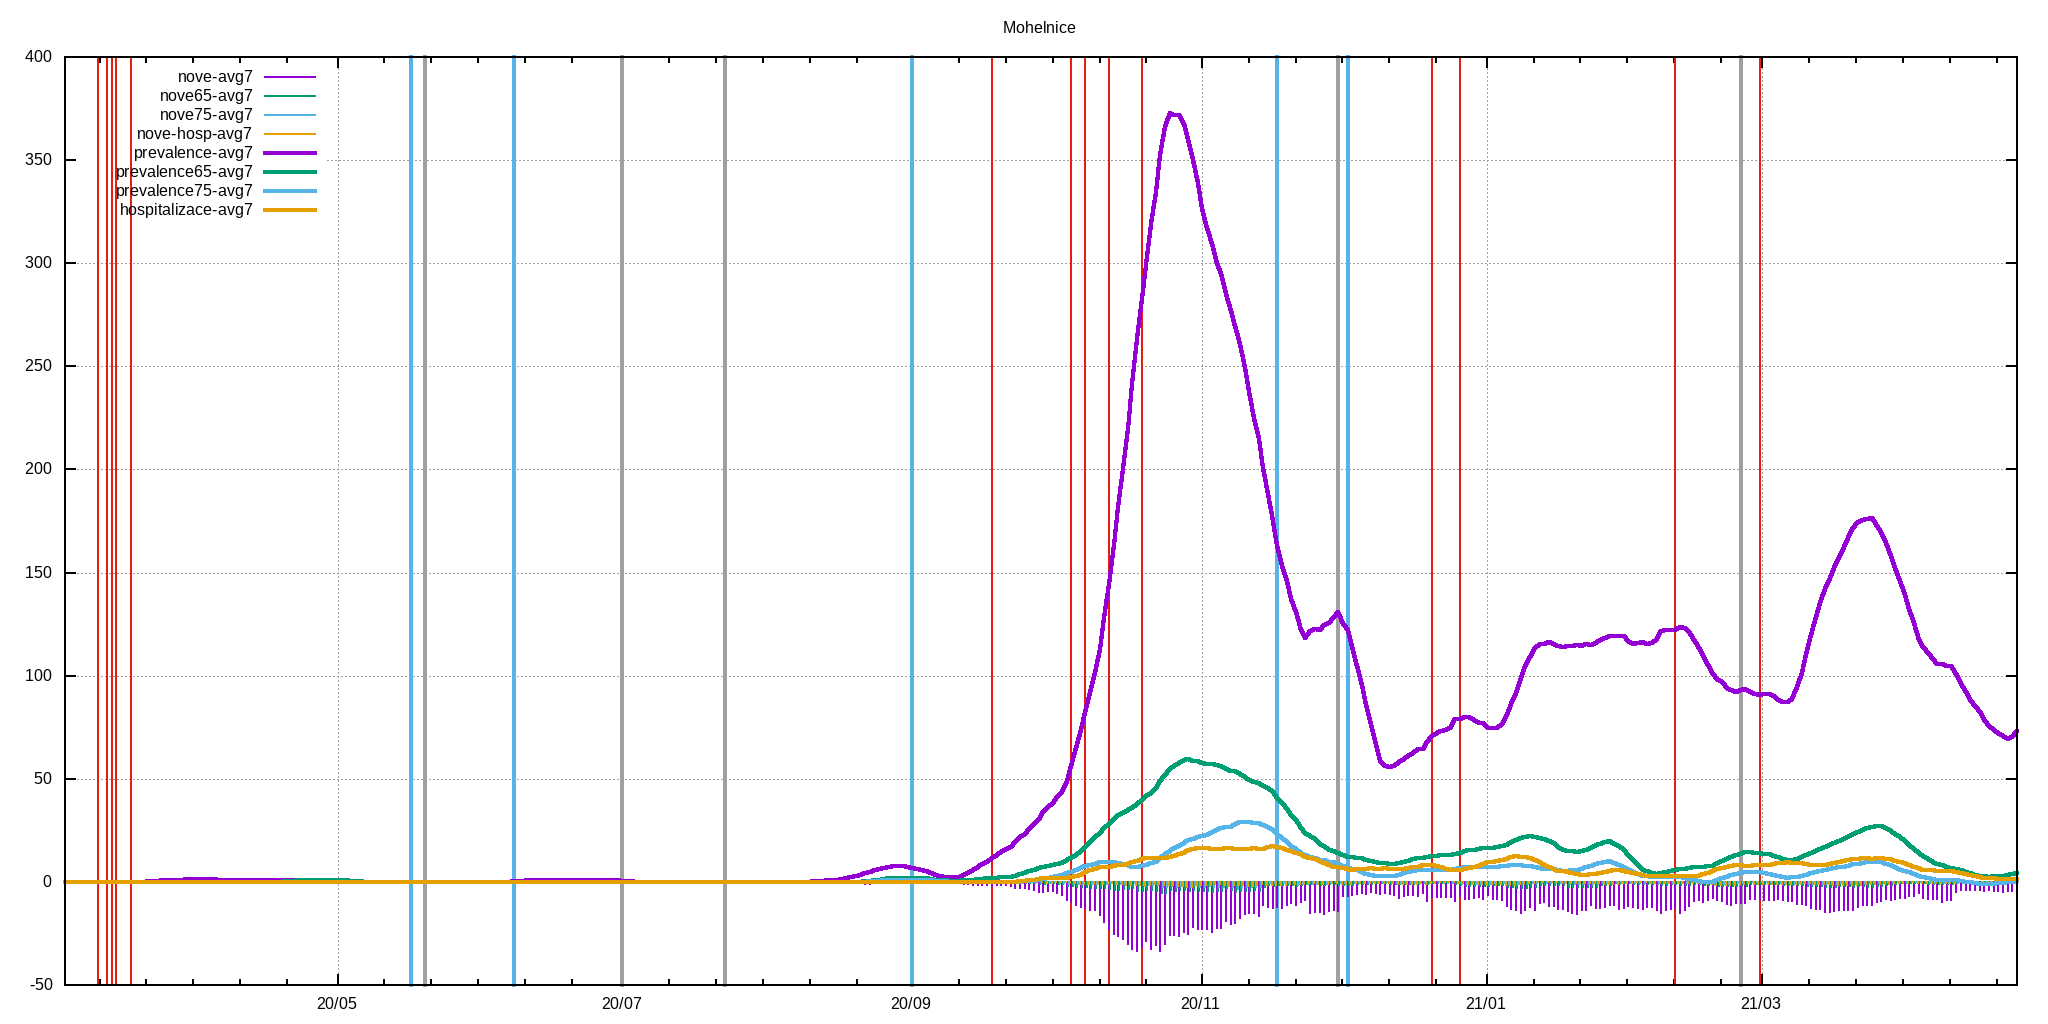 Mohelnice
400
350
300
250
200
150
100
50
0
-50
nove-avg7
nove65-avg7
nove75-avg7
nove-hosp-avg7
prevalence-avg7
prevalence65-avg7
prevalence75-avg7
hospitalizace-avg7
20/05 20/07 20/09 20/11 21/01 21/03